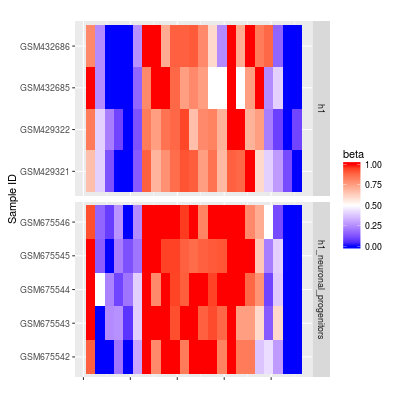 GSM432686
GSM432685
GSM429322
GSM429321
h1
GSM675546
GSM675545
GSM675544
GSM675543
GSM675542
h1_neuronal_progenitors
Sample ID
beta
1.00
0.75
0.50
0.25
0.00